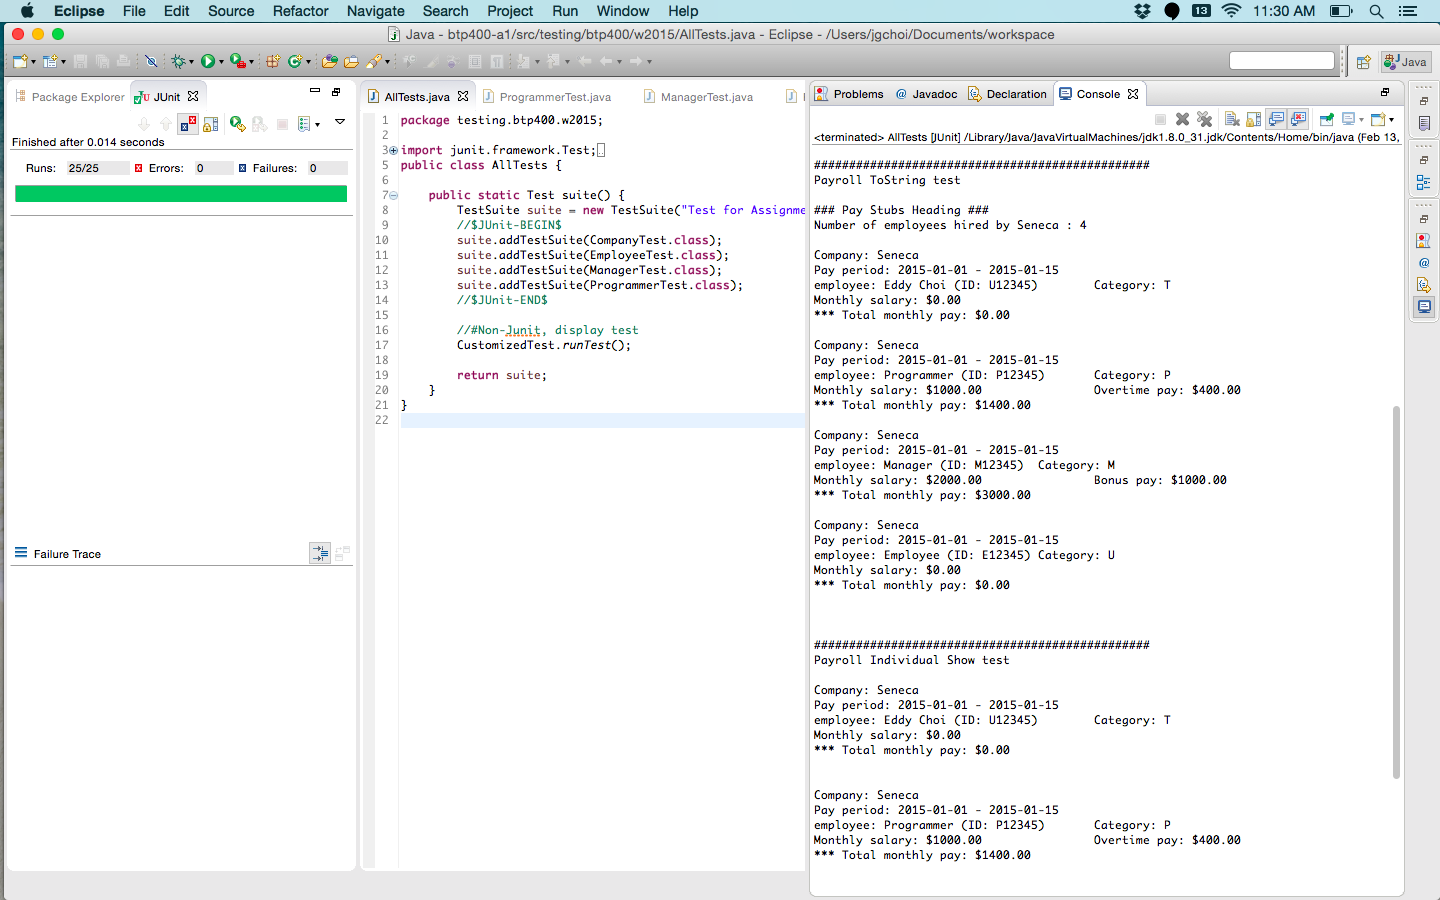 Eclipse File Edit Source Refactor Navigate Search Project Run Window Help 13 11:30 AM
Java - btp400-a1/src/testing/btp400/w2015/AllTests.java - Eclipse - /Users/jgchoi/Documents/workspace
Java
Package Explorer JUnit
Finished after 0.014 seconds
Runs: 25/25 Errors: 0 Failures: 0
Failure Trace
AllTests.java ProgrammerTest.java ManagerTest.java
1 package testing.btp400.w2015;
2
3 import junit.framework.Test;
5 public class AllTests {
6
7 public static Test suite() {
8 TestSuite suite = new TestSuite("Test for Assignme
9 //$JUnit-BEGIN$
10 suite.addTestSuite(CompanyTest.class);
11 suite.addTestSuite(EmployeeTest.class);
12 suite.addTestSuite(ManagerTest.class);
13 suite.addTestSuite(ProgrammerTest.class);
14 //$JUnit-END$
15
16 //#Non-Junit, display test
17 CustomizedTest.runTest();
18
19 return suite;
20 }
21 }
22
Problems @ Javadoc Declaration Console
<terminated> AllTests [JUnit] /Library/Java/JavaVirtualMachines/jdk1.8.0_31.jdk/Contents/Home/bin/java (Feb 13,
################################################
Payroll ToString test
### Pay Stubs Heading ###
Number of employees hired by Seneca : 4
Company: Seneca
Pay period: 2015-01-01 - 2015-01-15
employee: Eddy Choi (ID: U12345) Category: T
Monthly salary: $0.00
*** Total monthly pay: $0.00
Company: Seneca
Pay period: 2015-01-01 - 2015-01-15
employee: Programmer (ID: P12345) Category: P
Monthly salary: $1000.00 Overtime pay: $400.00
*** Total monthly pay: $1400.00
Company: Seneca
Pay period: 2015-01-01 - 2015-01-15
employee: Manager (ID: M12345) Category: M
Monthly salary: $2000.00 Bonus pay: $1000.00
*** Total monthly pay: $3000.00
Company: Seneca
Pay period: 2015-01-01 - 2015-01-15
employee: Employee (ID: E12345) Category: U
Monthly salary: $0.00
*** Total monthly pay: $0.00
################################################
Payroll Individual Show test
Company: Seneca
Pay period: 2015-01-01 - 2015-01-15
employee: Eddy Choi (ID: U12345) Category: T
Monthly salary: $0.00
*** Total monthly pay: $0.00
Company: Seneca
Pay period: 2015-01-01 - 2015-01-15
employee: Programmer (ID: P12345) Category: P
Monthly salary: $1000.00 Overtime pay: $400.00
*** Total monthly pay: $1400.00